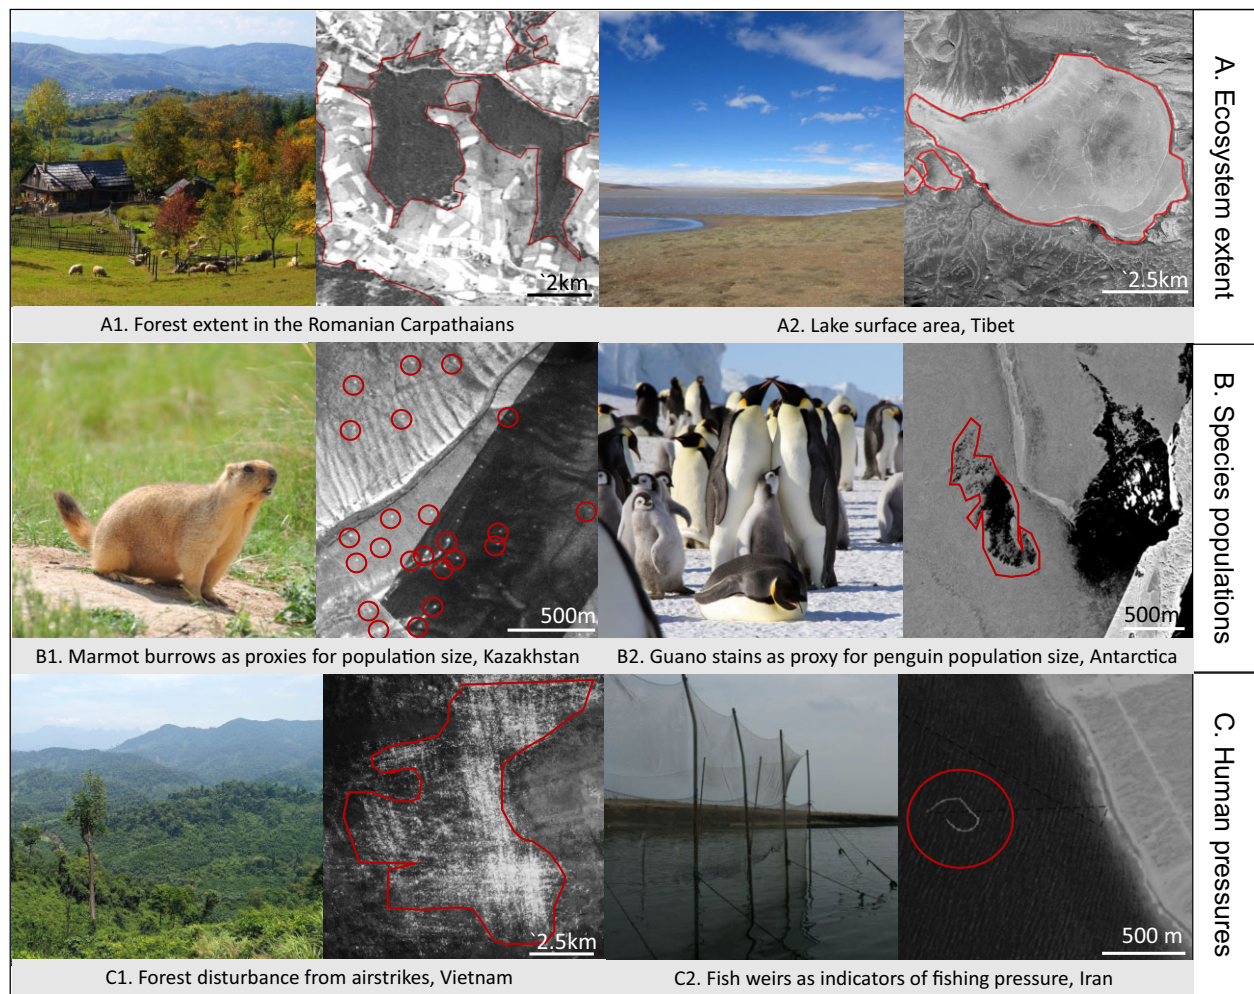 `2km
`2.5km
A. Ecosystem extent
A1. Forest extent in the Romanian Carpathaians
A2. Lake surface area, Tibet
500m
500m
B. Species populations
B1. Marmot burrows as proxies for population size, Kazakhstan
B2. Guano stains as proxy for penguin population size, Antarctica
`2.5km
500 m
C. Human pressures
C1. Forest disturbance from airstrikes, Vietnam
C2. Fish weirs as indicators of fishing pressure, Iran